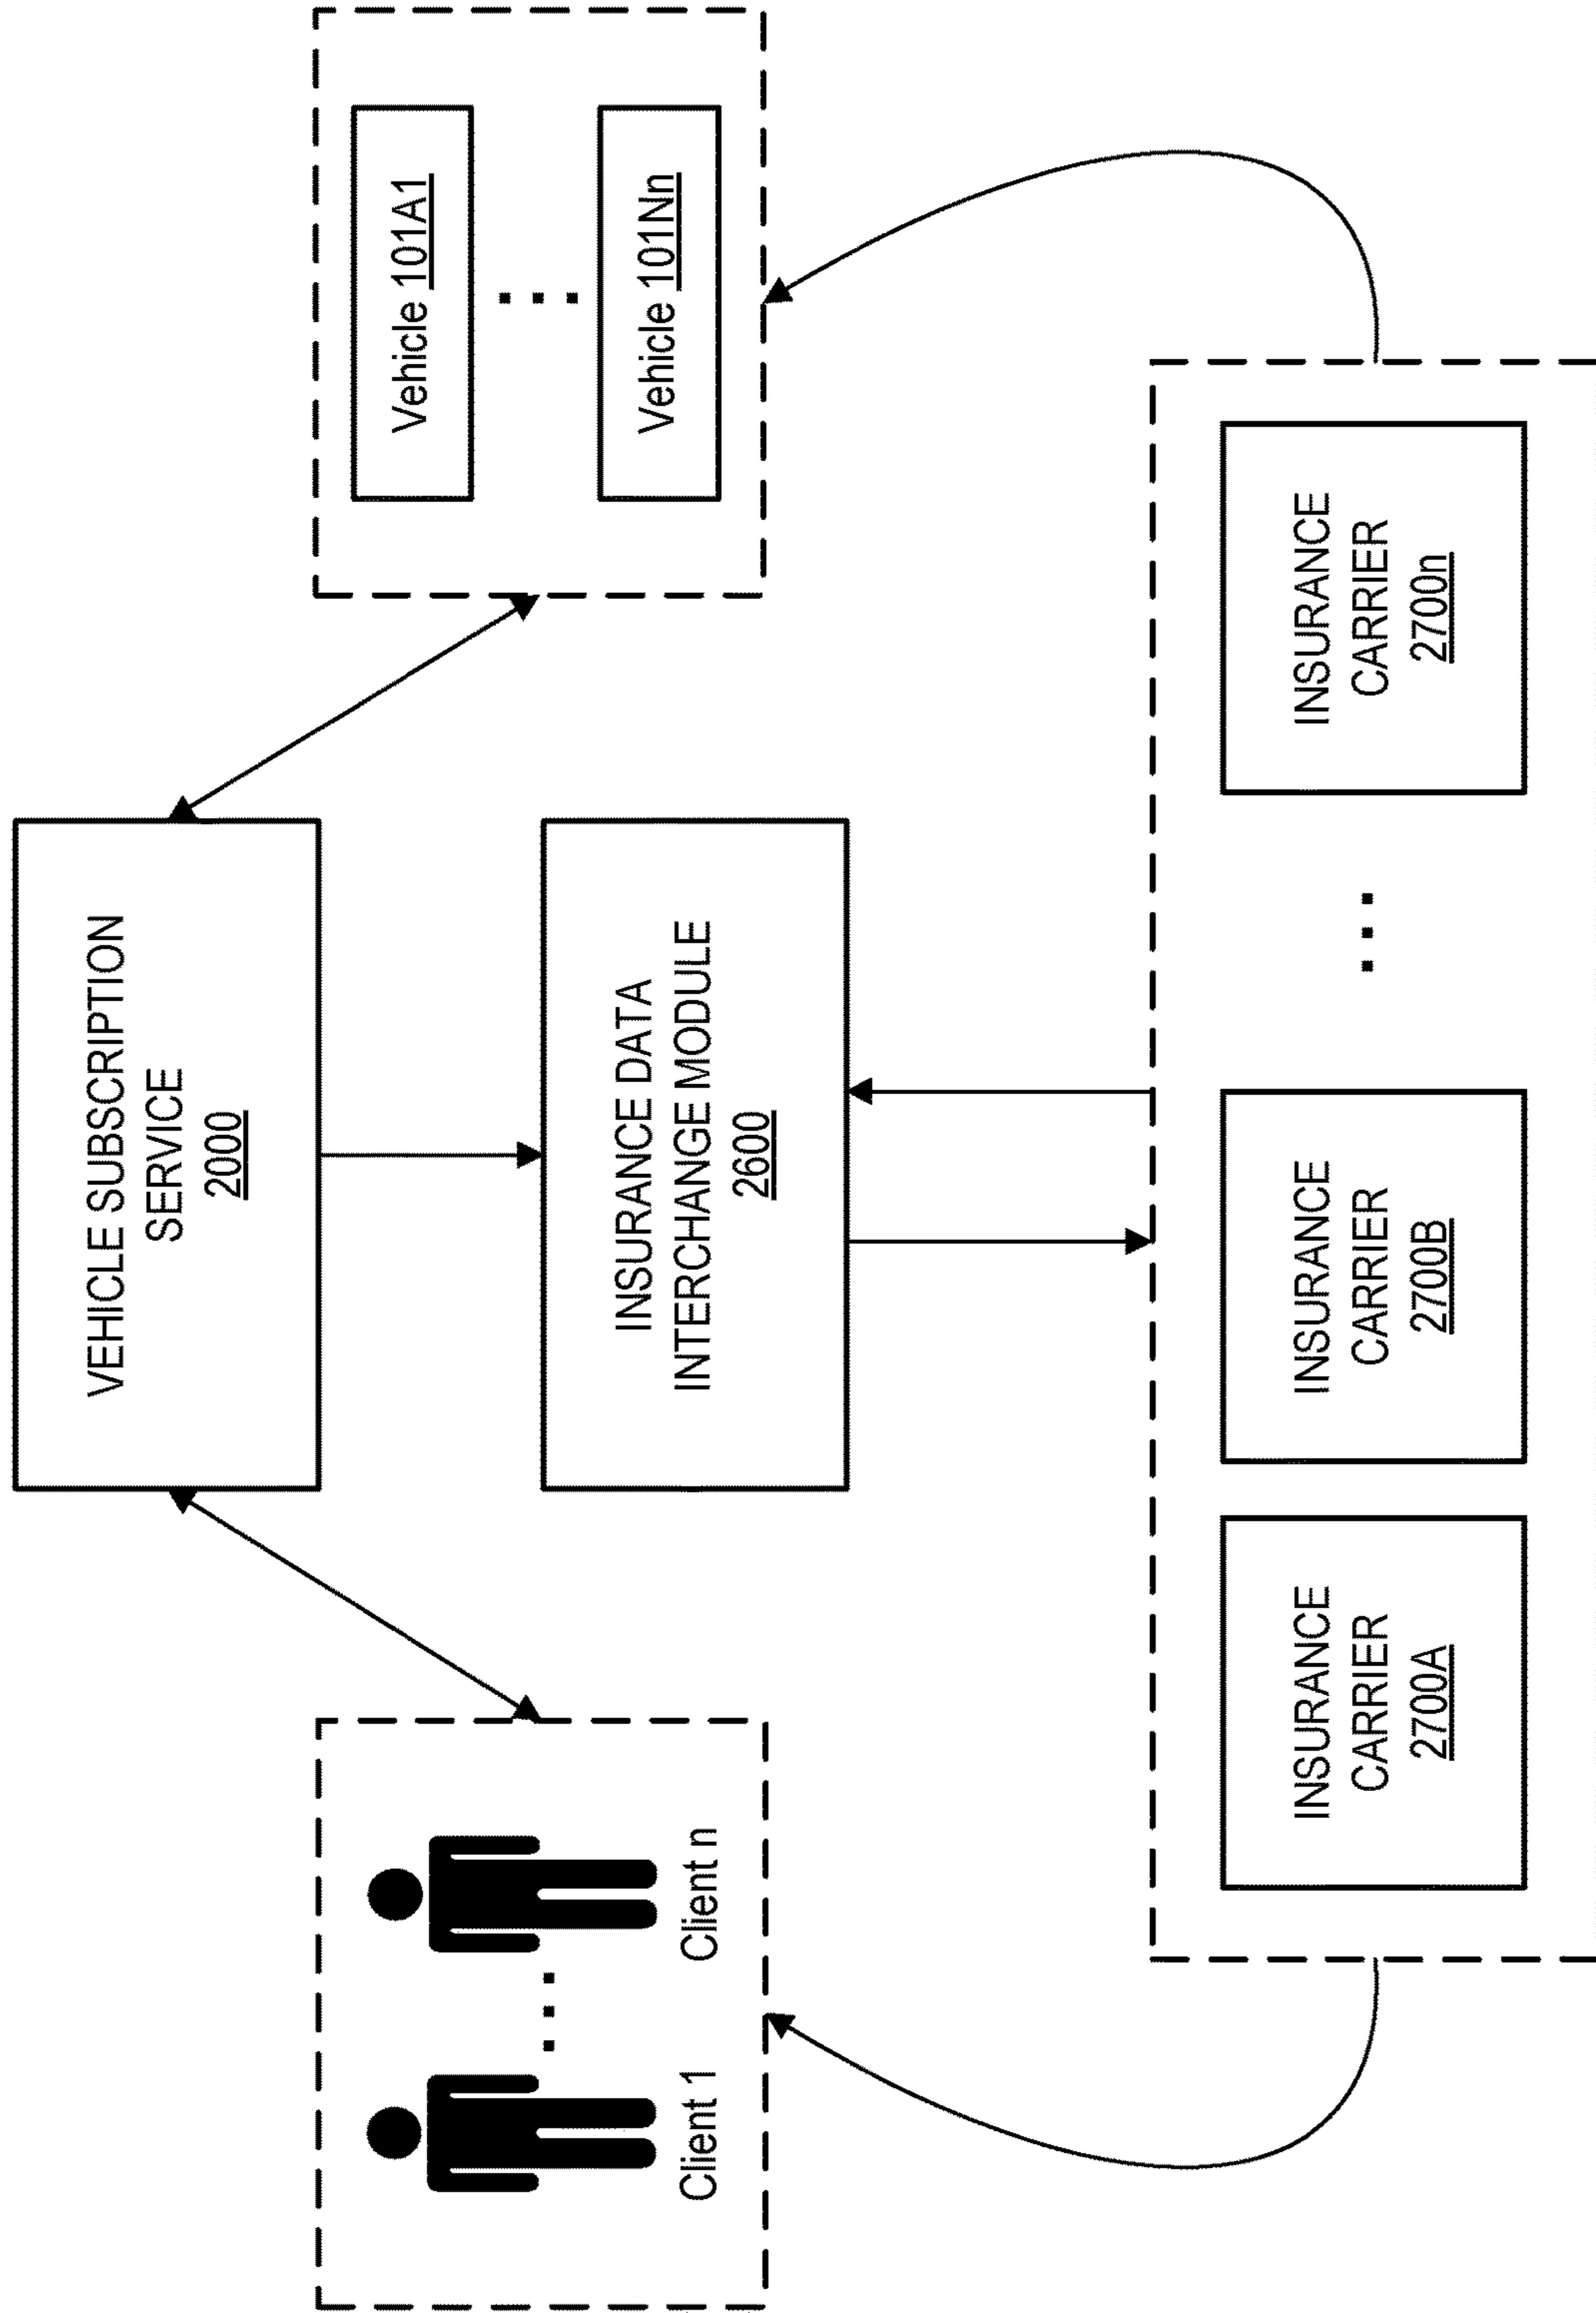 VEHICLE SUBSCRIPTION
SERVICE
2000
Client 1
Client n
INSURANCE DATA
INTERCHANGE MODULE
2600
Vehicle 101A1
Vehicle 101Nn
INSURANCE
CARRIER
2700A
INSURANCE
CARRIER
2700B
INSURANCE
CARRIER
2700n